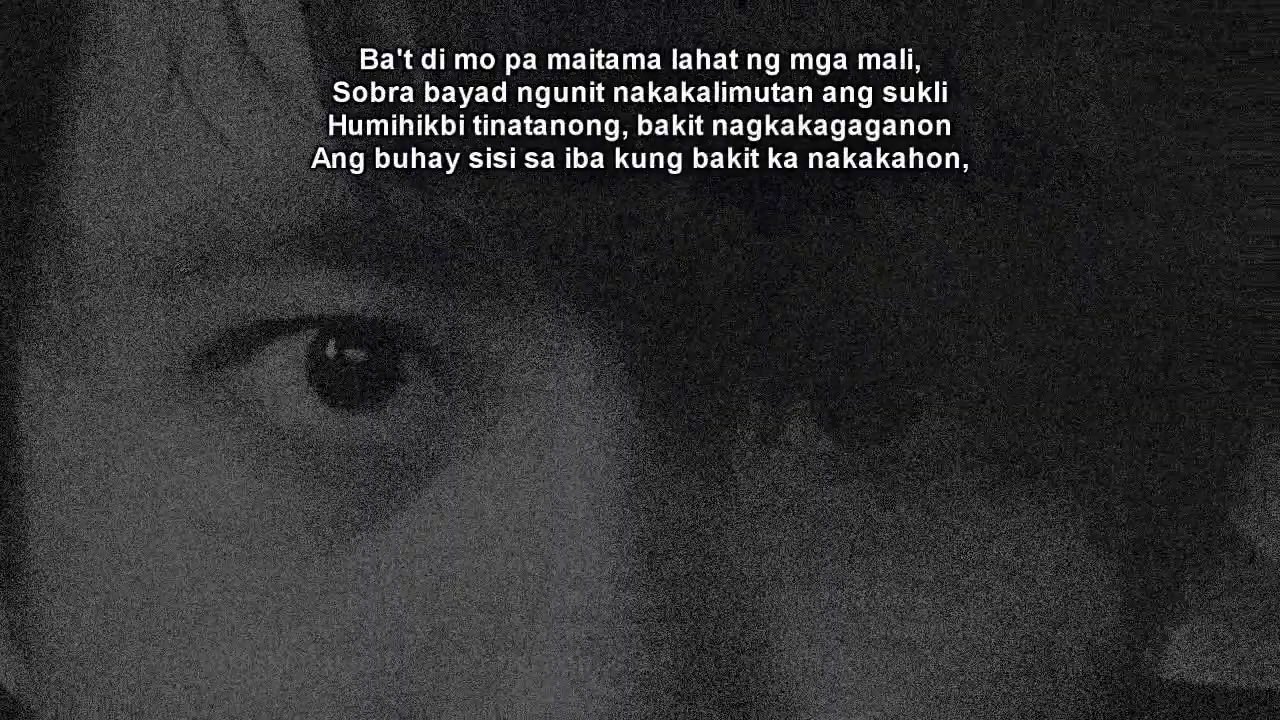 Ba't di mo pa maitama lahat ng mga mali,
Sobra bayad ngunit nakakalimutan ang sukli
Humihikbi tinatanong, bakit nagkakagaganon
Ang buhay sisi sa iba kung bakit ka nakakahon,